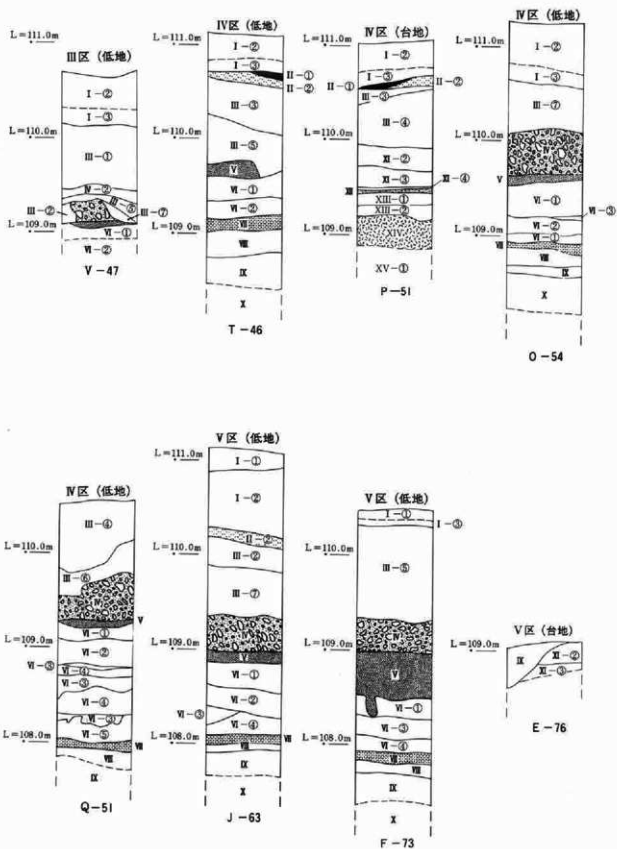 III区 (低地)
L=111.0m
I-②
I-③
L=110.0m
III-①
IV-②
III-②
III
⑥
III-⑦
L=109.0m
VI-①
VI-②
V-47
IV区 (低地)
L=111.0m
I-②
I-③
II-①
II-②
III-③
L=110.0m
III-⑤
V
VI-①
VI-②
L=109.0m
VII
VIII
IX
X
T-46
IV区 (台地)
L=111.0m
I-②
I-③
II-①
II-②
III-③
L=110.0m
III-④
XI-②
XI-③
XI-④
XII
XIII-①
XIII-②
L=109.0m
XIV
XV-①
P-51
IV区 (低地)
L=111.0m
I-②
I-③
III-⑦
L=110.0m
IV
V
VI-①
VI-③
VI-②
VI-①
L=109.0m
VII
VIII
IX
X
O-54
IV区 (低地)
III-④
L=110.0m
III-⑥
IV
V
VI-①
L=109.0m
VI-②
VI-③
VI-④
VI-③
VI-④
VI-③
VI-⑤
L=108.0m
VII
VIII
IX
Q-51
V区 (低地)
L=111.0m
I-①
I-②
II-②
L=110.0m
III-②
III-⑦
IV
L=109.0m
V
VI-①
VI-②
VI-③
VI-④
L=108.0m
VII
VIII
IX
X
J-63
V区 (低地)
I-①
I-③
L=110.0m
III-⑤
IV
L=109.0m
V
VI-①
VI-③
VI-④
L=108.0m
VII
VIII
IX
X
F-73
V区 (台地)
L=109.0m
IX
XI-②
XI-③
E-76